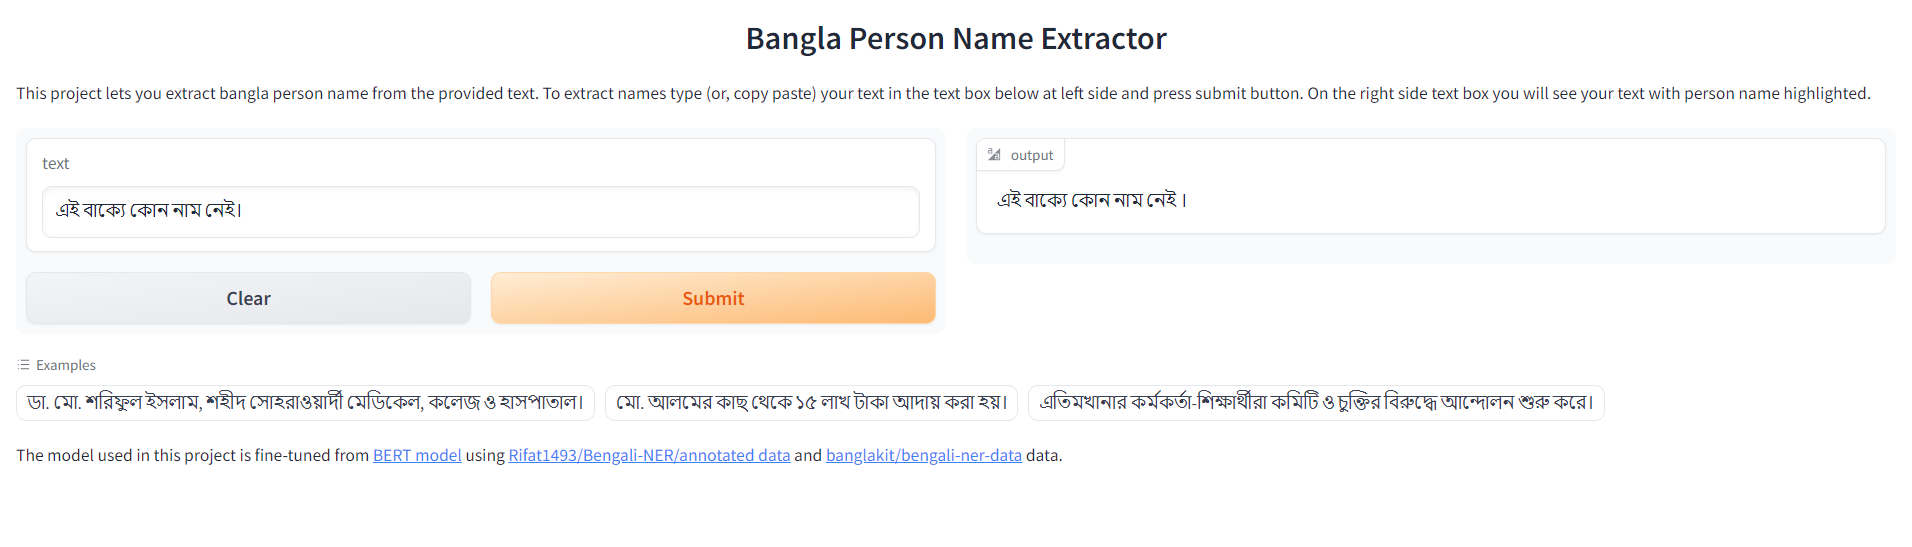 Bangla Person Name Extractor
This project lets you extract bangla person name from the provided text. To extract names type (or, copy paste) your text in the text box below at left side and press submit button. On the right side text box you will see your text with person name highlighted.
text
এই বাক্যে কোন নাম নেই।
Clear
Submit
output
এই বাক্যে কোন নাম নেই ।
Examples
ডা. মো. শরিফুল ইসলাম, শহীদ সোহরাওয়ার্দী মেডিকেল, কলেজ ও হাসপাতাল।
মো. আলমের কাছ থেকে ১৫ লাখ টাকা আদায় করা হয়।
এতিমখানার কর্মকর্তা-শিক্ষার্থীরা কমিটি ও চুক্তির বিরুদ্ধে আন্দোলন শুরু করে।
The model used in this project is fine-tuned from BERT model using Rifat1493/Bengali-NER/annotated data and banglakit/bengali-ner-data data.